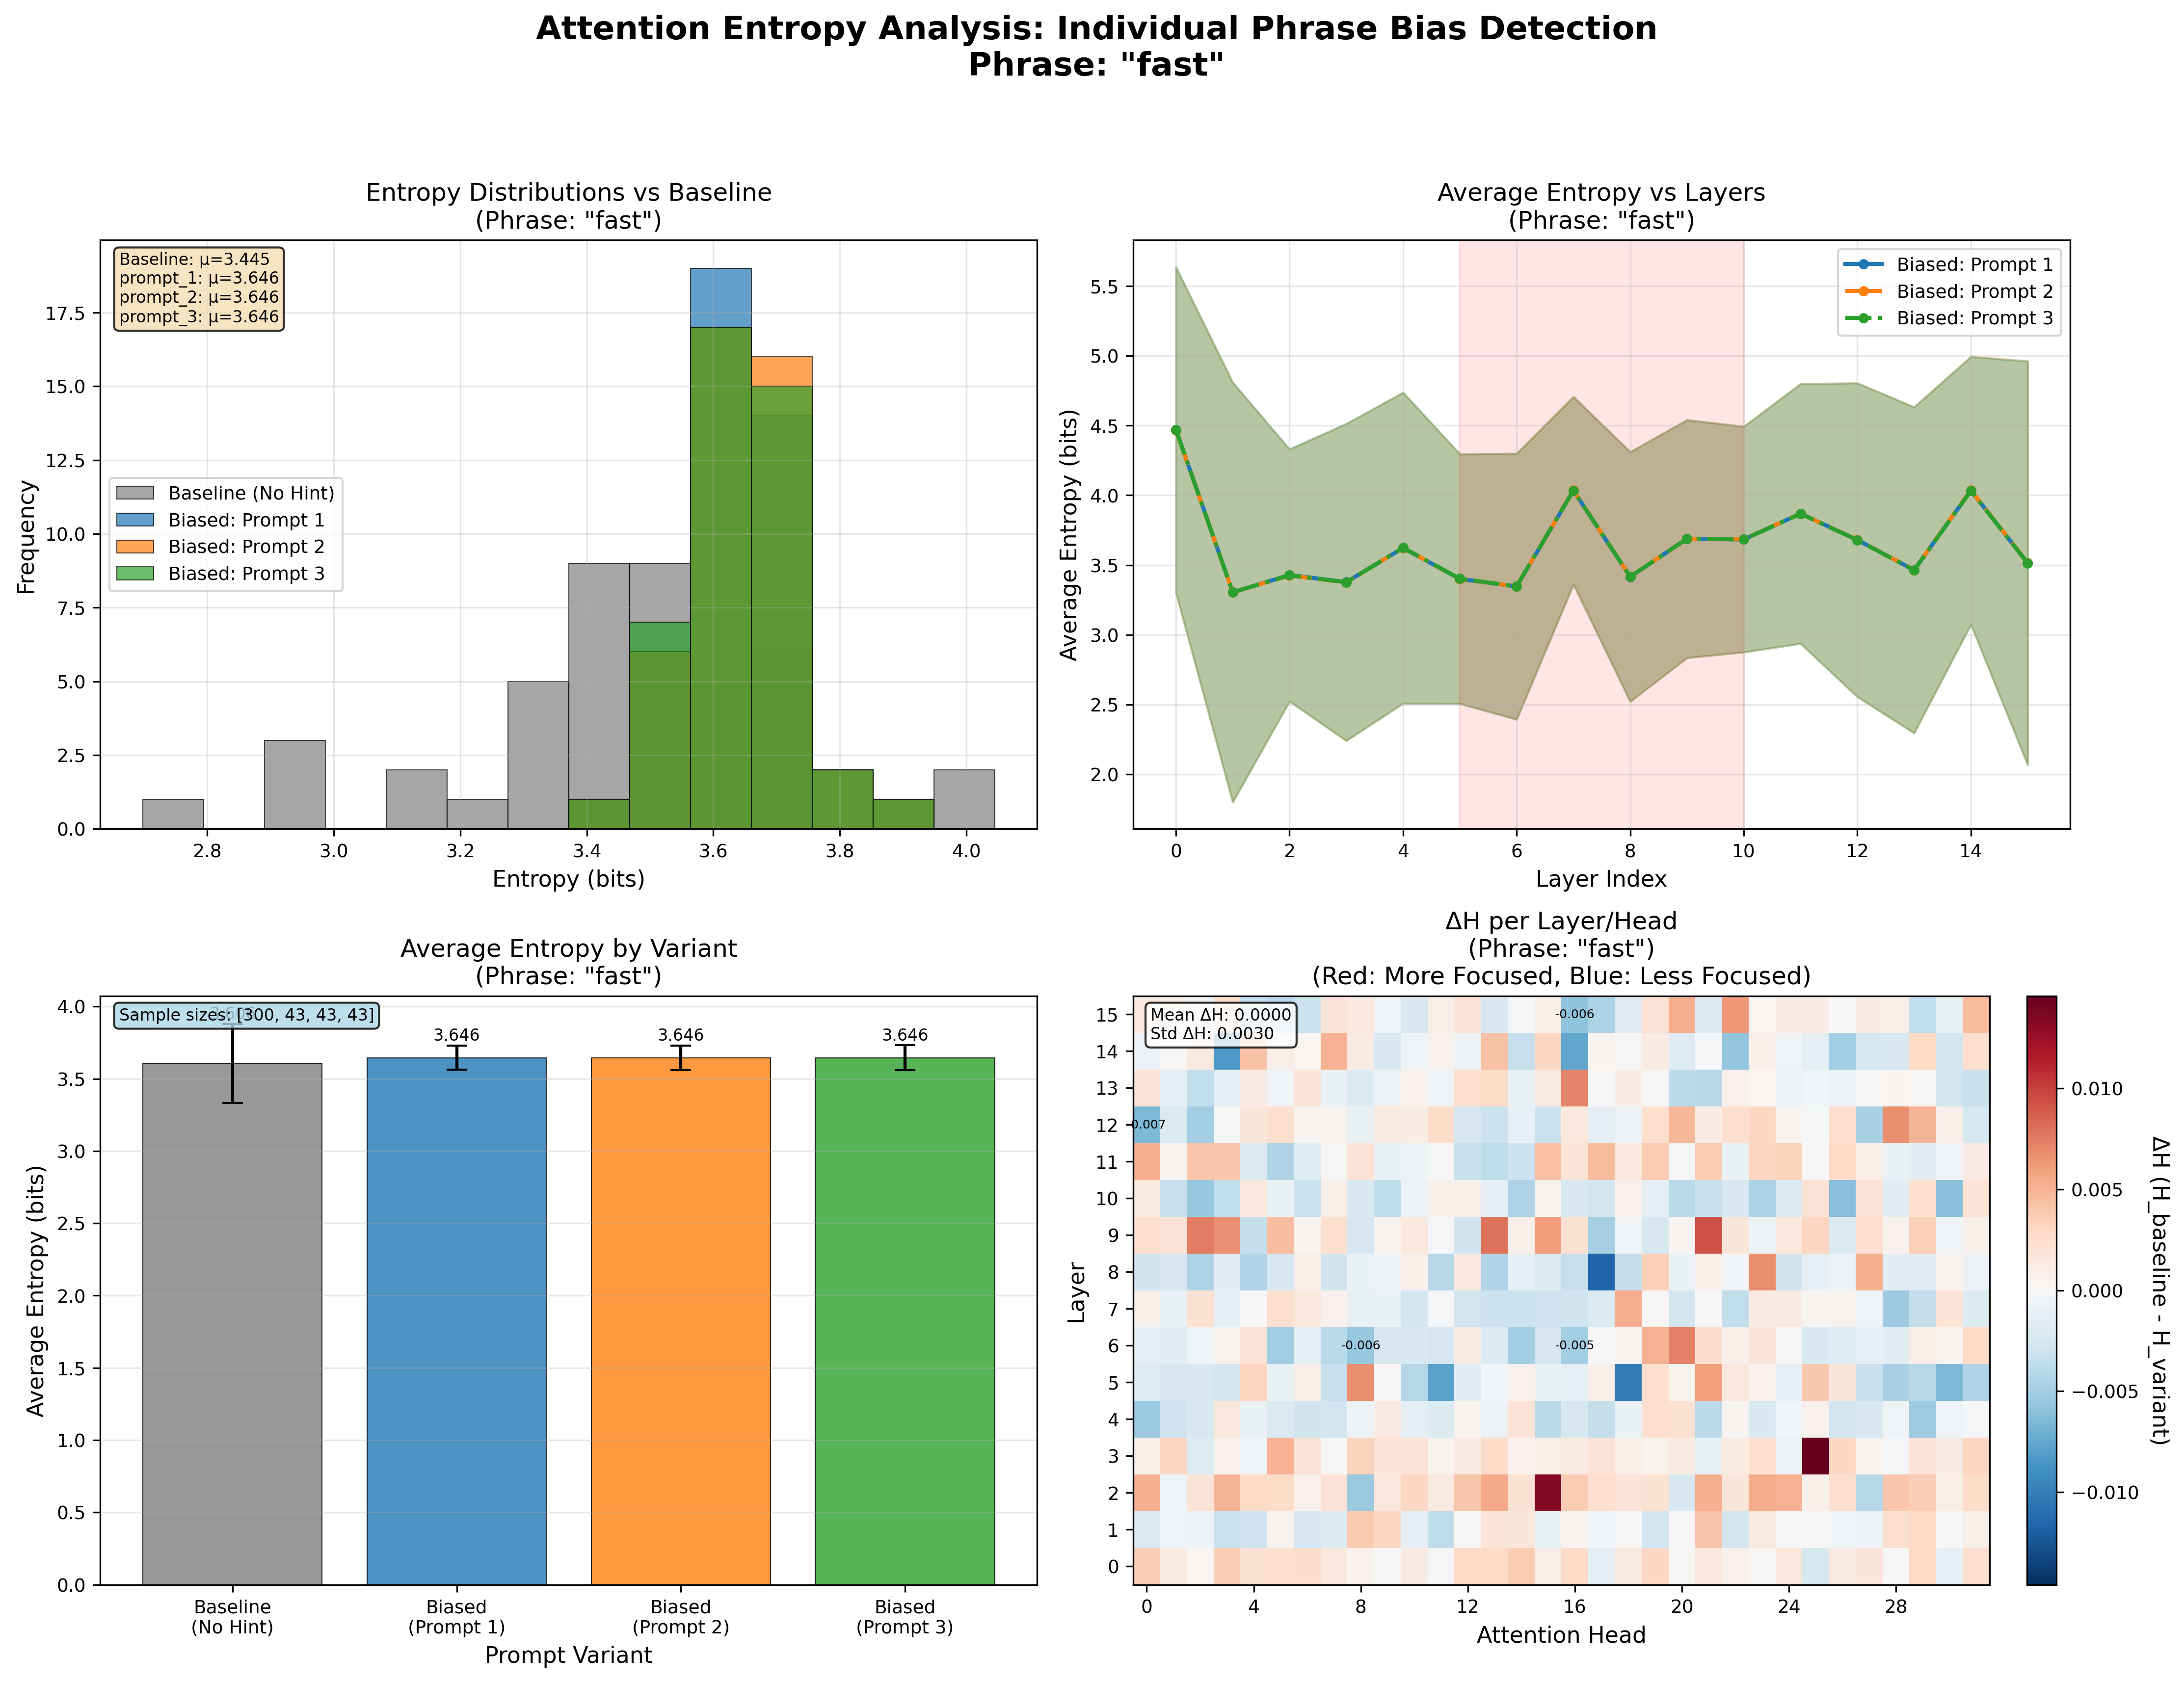 Attention Entropy Analysis: Individual Phrase Bias Detection
Phrase: "fast"
Entropy Distributions vs Baseline
(Phrase: "fast")
Baseline: μ=3.445
prompt_1: μ=3.646
prompt_2: μ=3.646
prompt_3: μ=3.646
Baseline (No Hint)
Biased: Prompt 1
Biased: Prompt 2
Biased: Prompt 3
Frequency
17.5
15.0
12.5
10.0
7.5
5.0
2.5
0.0
2.8 3.0 3.2 3.4 3.6 3.8 4.0
Entropy (bits)
Average Entropy vs Layers
(Phrase: "fast")
Biased: Prompt 1
Biased: Prompt 2
Biased: Prompt 3
Average Entropy (bits)
5.5
5.0
4.5
4.0
3.5
3.0
2.5
2.0
0 2 4 6 8 10 12 14
Layer Index
Average Entropy by Variant
(Phrase: "fast")
Sample sizes: [300, 43, 43, 43]
3.646 3.646 3.646
Average Entropy (bits)
4.0
3.5
3.0
2.5
2.0
1.5
1.0
0.5
0.0
Baseline Biased Biased Biased
(No Hint) (Prompt 1) (Prompt 2) (Prompt 3)
Prompt Variant
ΔH per Layer/Head
(Phrase: "fast")
(Red: More Focused, Blue: Less Focused)
Mean ΔH: 0.0000
Std ΔH: 0.0030
-0.006
0.007
-0.006 -0.005
Layer
15
14
13
12
11
10
9
8
7
6
5
4
3
2
1
0
0 4 8 12 16 20 24 28
Attention Head
0.010
0.005
0.000
−0.005
−0.010
ΔH (H_baseline - H_variant)